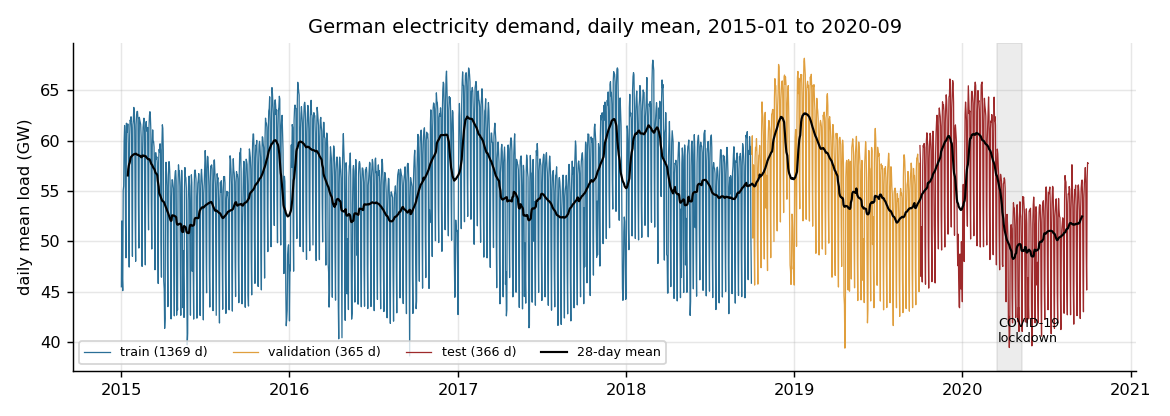 German electricity demand, daily mean, 2015-01 to 2020-09
daily mean load (GW)
65
60
55
50
45
40
COVID-19
lockdown
train (1369 d)
validation (365 d)
test (366 d)
28-day mean
2015
2016
2017
2018
2019
2020
2021